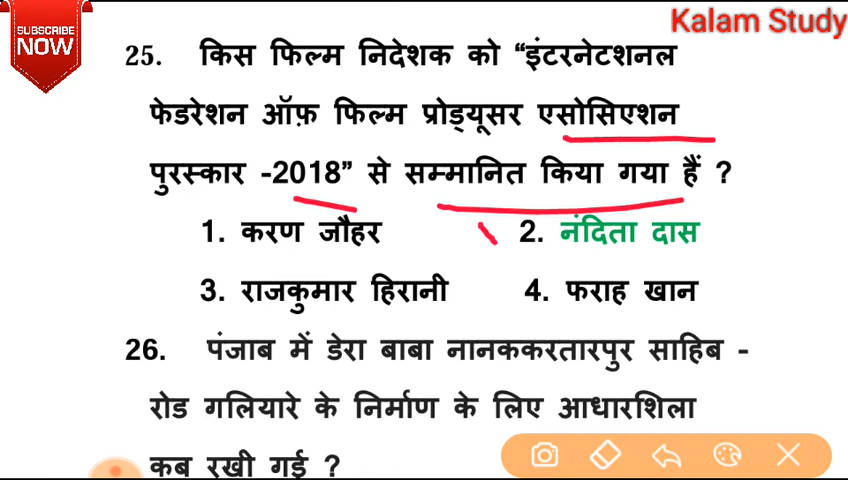 SUBSCRIBE
NOW
Kalam Study
25. किस फिल्म निदेशक को “इंटरनेटशनल
फेडरेशन ऑफ़ फिल्म प्रोड्यूसर एसोसिएशन
पुरस्कार -2018” से सम्मानित किया गया हैं ?
1. करण जौहर 2. नंदिता दास
3. राजकुमार हिरानी 4. फराह खान
26. पंजाब में डेरा बाबा नानककरतारपुर साहिब -
रोड गलियारे के निर्माण के लिए आधारशिला
कब रखी गई ?